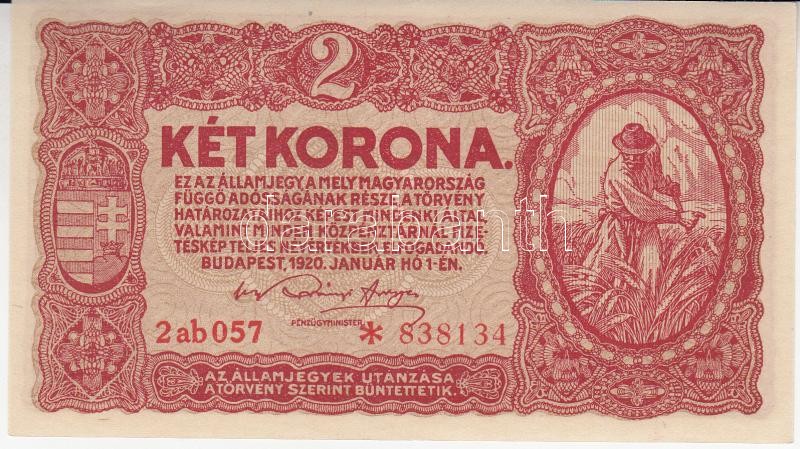 2
KÉT KORONA.
EZ AZ ÁLLAMJEGY, A MELY MAGYARORSZÁG
FÜGGŐ ADÓSSÁGÁNAK RÉSZE, A TÖRVÉNY
HATÁROZATAIHOZ KÉPEST MINDENKI ÁLTAL
VALAMINT MINDEN KÖZPÉNZTÁRNÁL FIZE-
TÉSKÉP TELJES NÉVÉRTÉKBEN ELFOGADANDÓ.
BUDAPEST, 1920. JANUÁR HÓ 1-ÉN.
PÉNZÜGYMINISTER.
2 ab 057 * 838134
AZ ÁLLAMJEGYEK UTÁNZÁSA
A TÖRVÉNY SZERINT BÜNTETTETIK.
darabanth